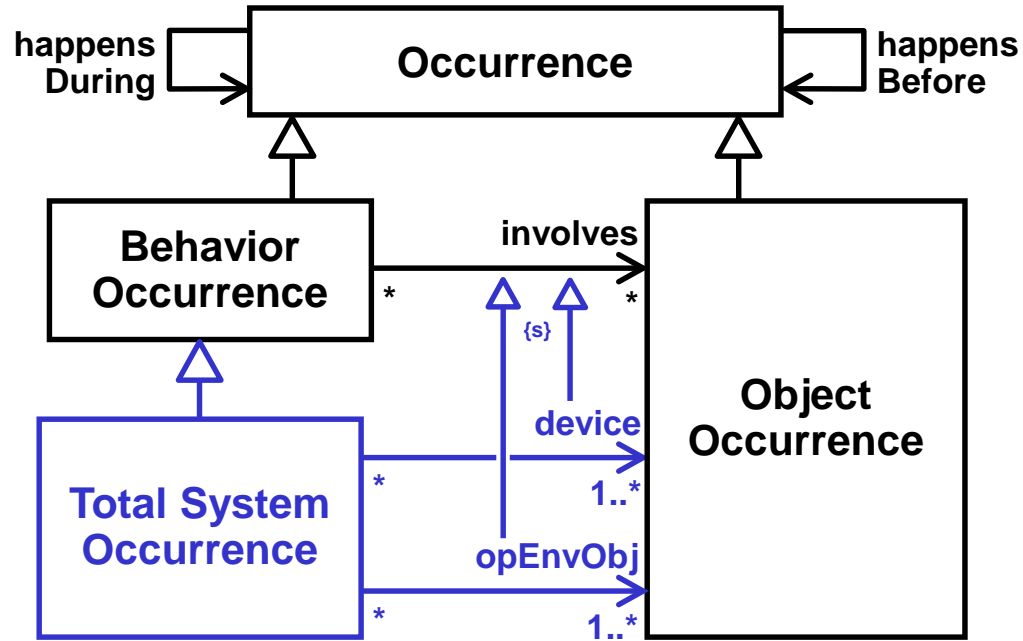 happens
During
Occurrence
happens
Before
Behavior
Occurrence
involves
*
*
{s}
Object
Occurrence
device
*
1..*
Total System
Occurrence
opEnvObj
*
1..*